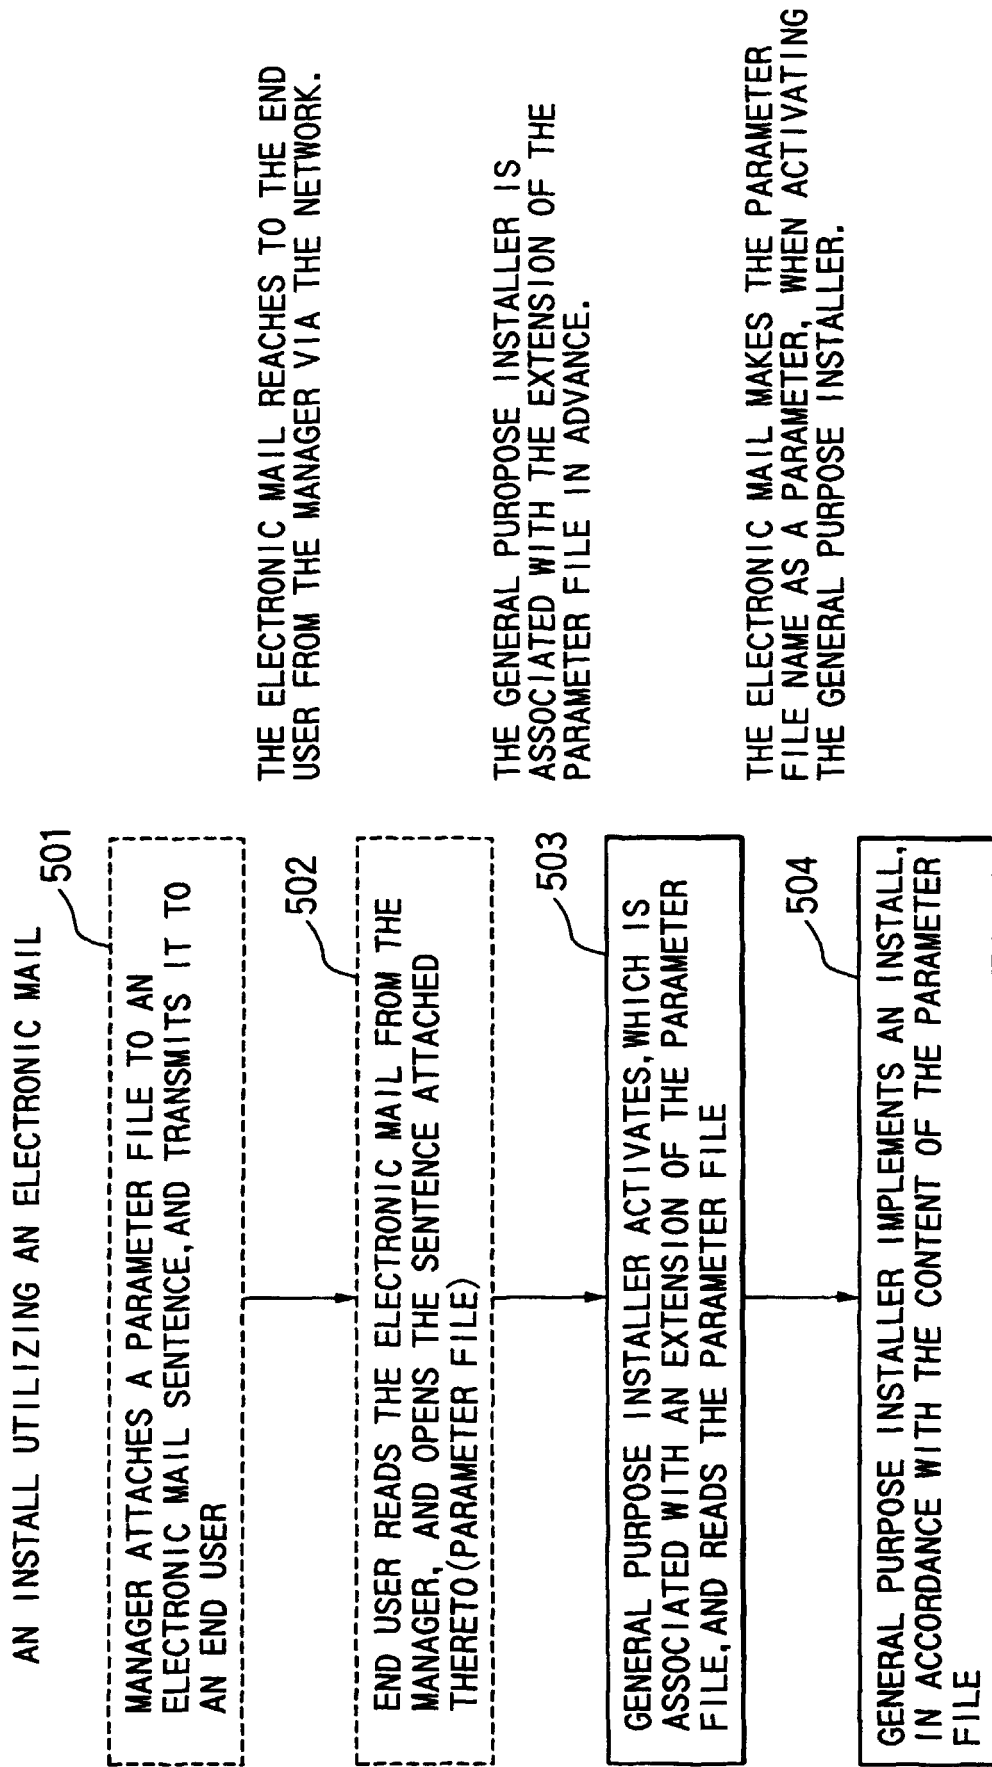 AN INSTALL UTILIZING AN ELECTRONIC MAIL
501
MANAGER ATTACHES A PARAMETER FILE TO AN
ELECTRONIC MAIL SENTENCE, AND TRANSMITS IT TO
AN END USER
THE ELECTRONIC MAIL REACHES TO THE END
USER FROM THE MANAGER VIA THE NETWORK.
502
END USER READS THE ELECTRONIC MAIL FROM THE
MANAGER, AND OPENS THE SENTENCE ATTACHED
THERETO(PARAMETER FILE)
THE GENERAL PUROPOSE INSTALLER IS
ASSOCIATED WITH THE EXTENSION OF THE
PARAMETER FILE IN ADVANCE.
503
GENERAL PURPOSE INSTALLER ACTIVATES, WHICH IS
ASSOCIATED WITH AN EXTENSION OF THE PARAMETER
FILE, AND READS THE PARAMETER FILE
THE ELECTRONIC MAIL MAKES THE PARAMETER
FILE NAME AS A PARAMETER, WHEN ACTIVATING
THE GENERAL PURPOSE INSTALLER.
504
GENERAL PURPOSE INSTALLER IMPLEMENTS AN INSTALL,
IN ACCORDANCE WITH THE CONTENT OF THE PARAMETER
FILE